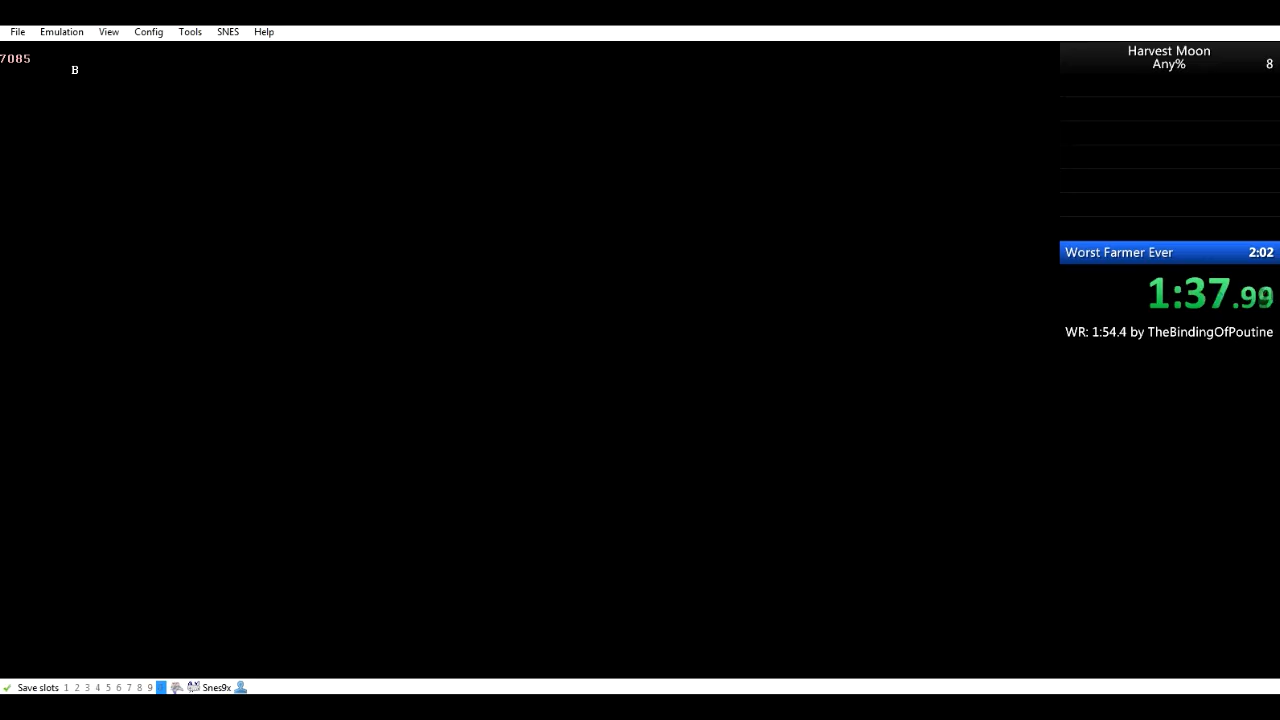 File Emulation View Config Tools SNES Help
7085
B
Harvest Moon
Any% 8
Worst Farmer Ever 2:02
1:37.99
WR: 1:54.4 by TheBindingOfPoutine
Save slots 1 2 3 4 5 6 7 8 9 Snes9x